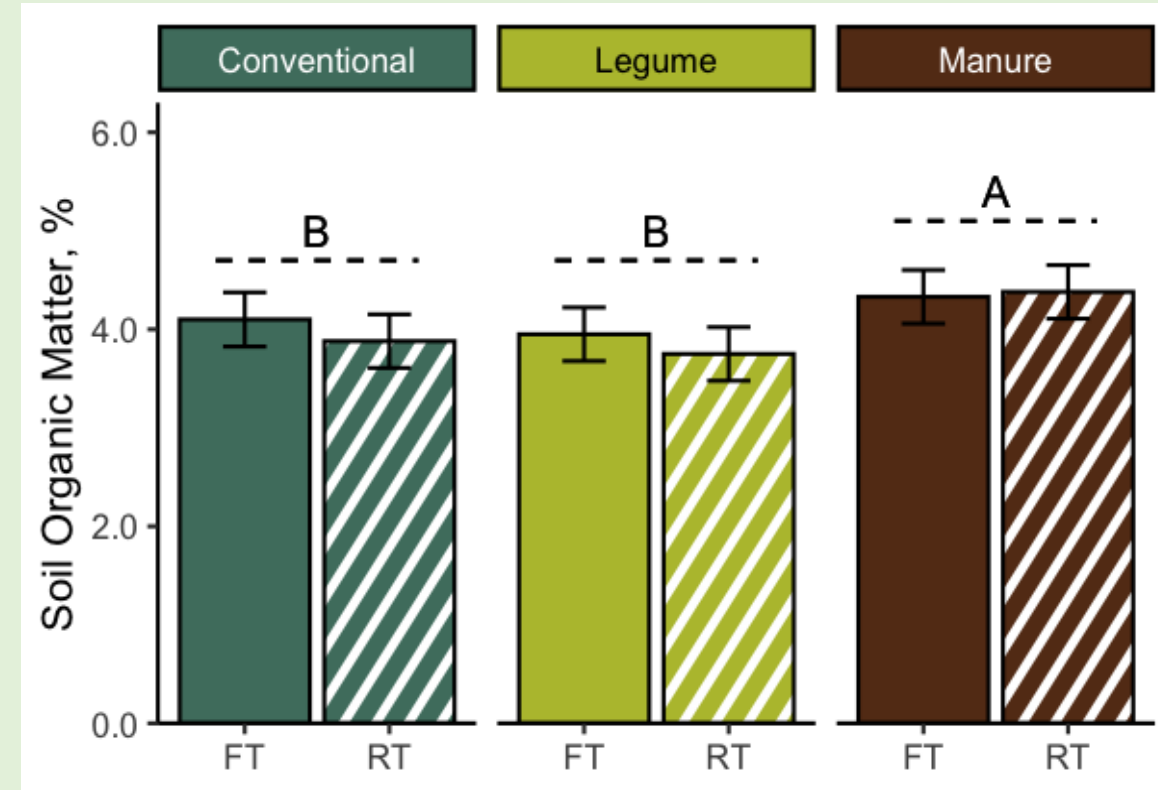 Conventional
Legume
Manure
Soil Organic Matter, %
6.0
4.0
2.0
0.0
B
B
A
FT
RT
FT
RT
FT
RT